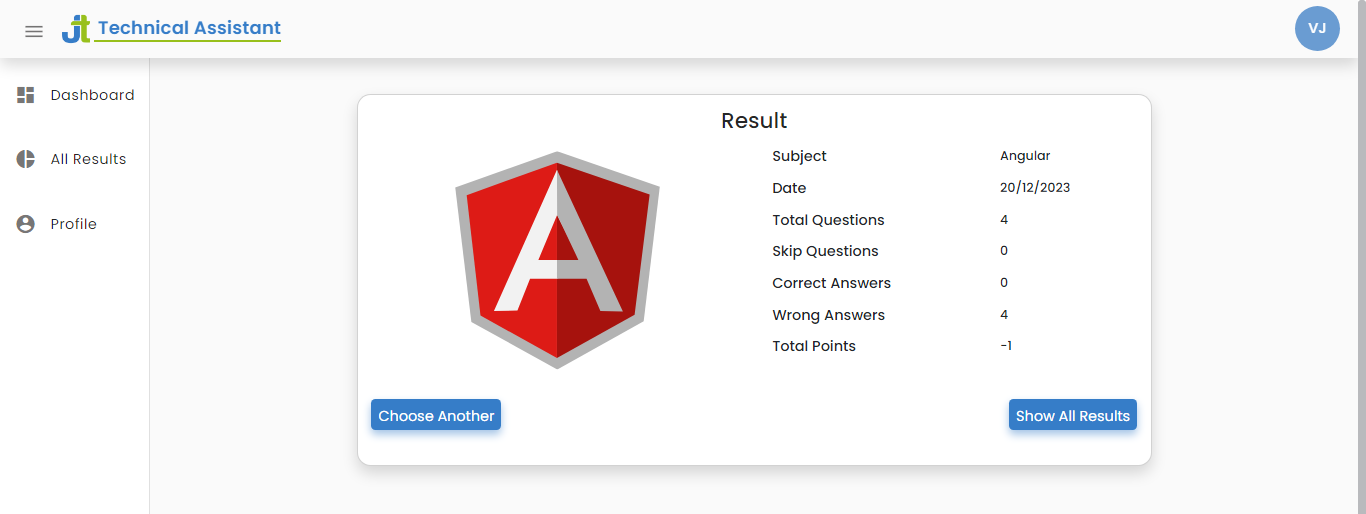 Jt Technical Assistant
VJ
Dashboard
All Results
Profile
Result
Subject Angular
Date 20/12/2023
Total Questions 4
Skip Questions 0
Correct Answers 0
Wrong Answers 4
Total Points -1
Choose Another
Show All Results